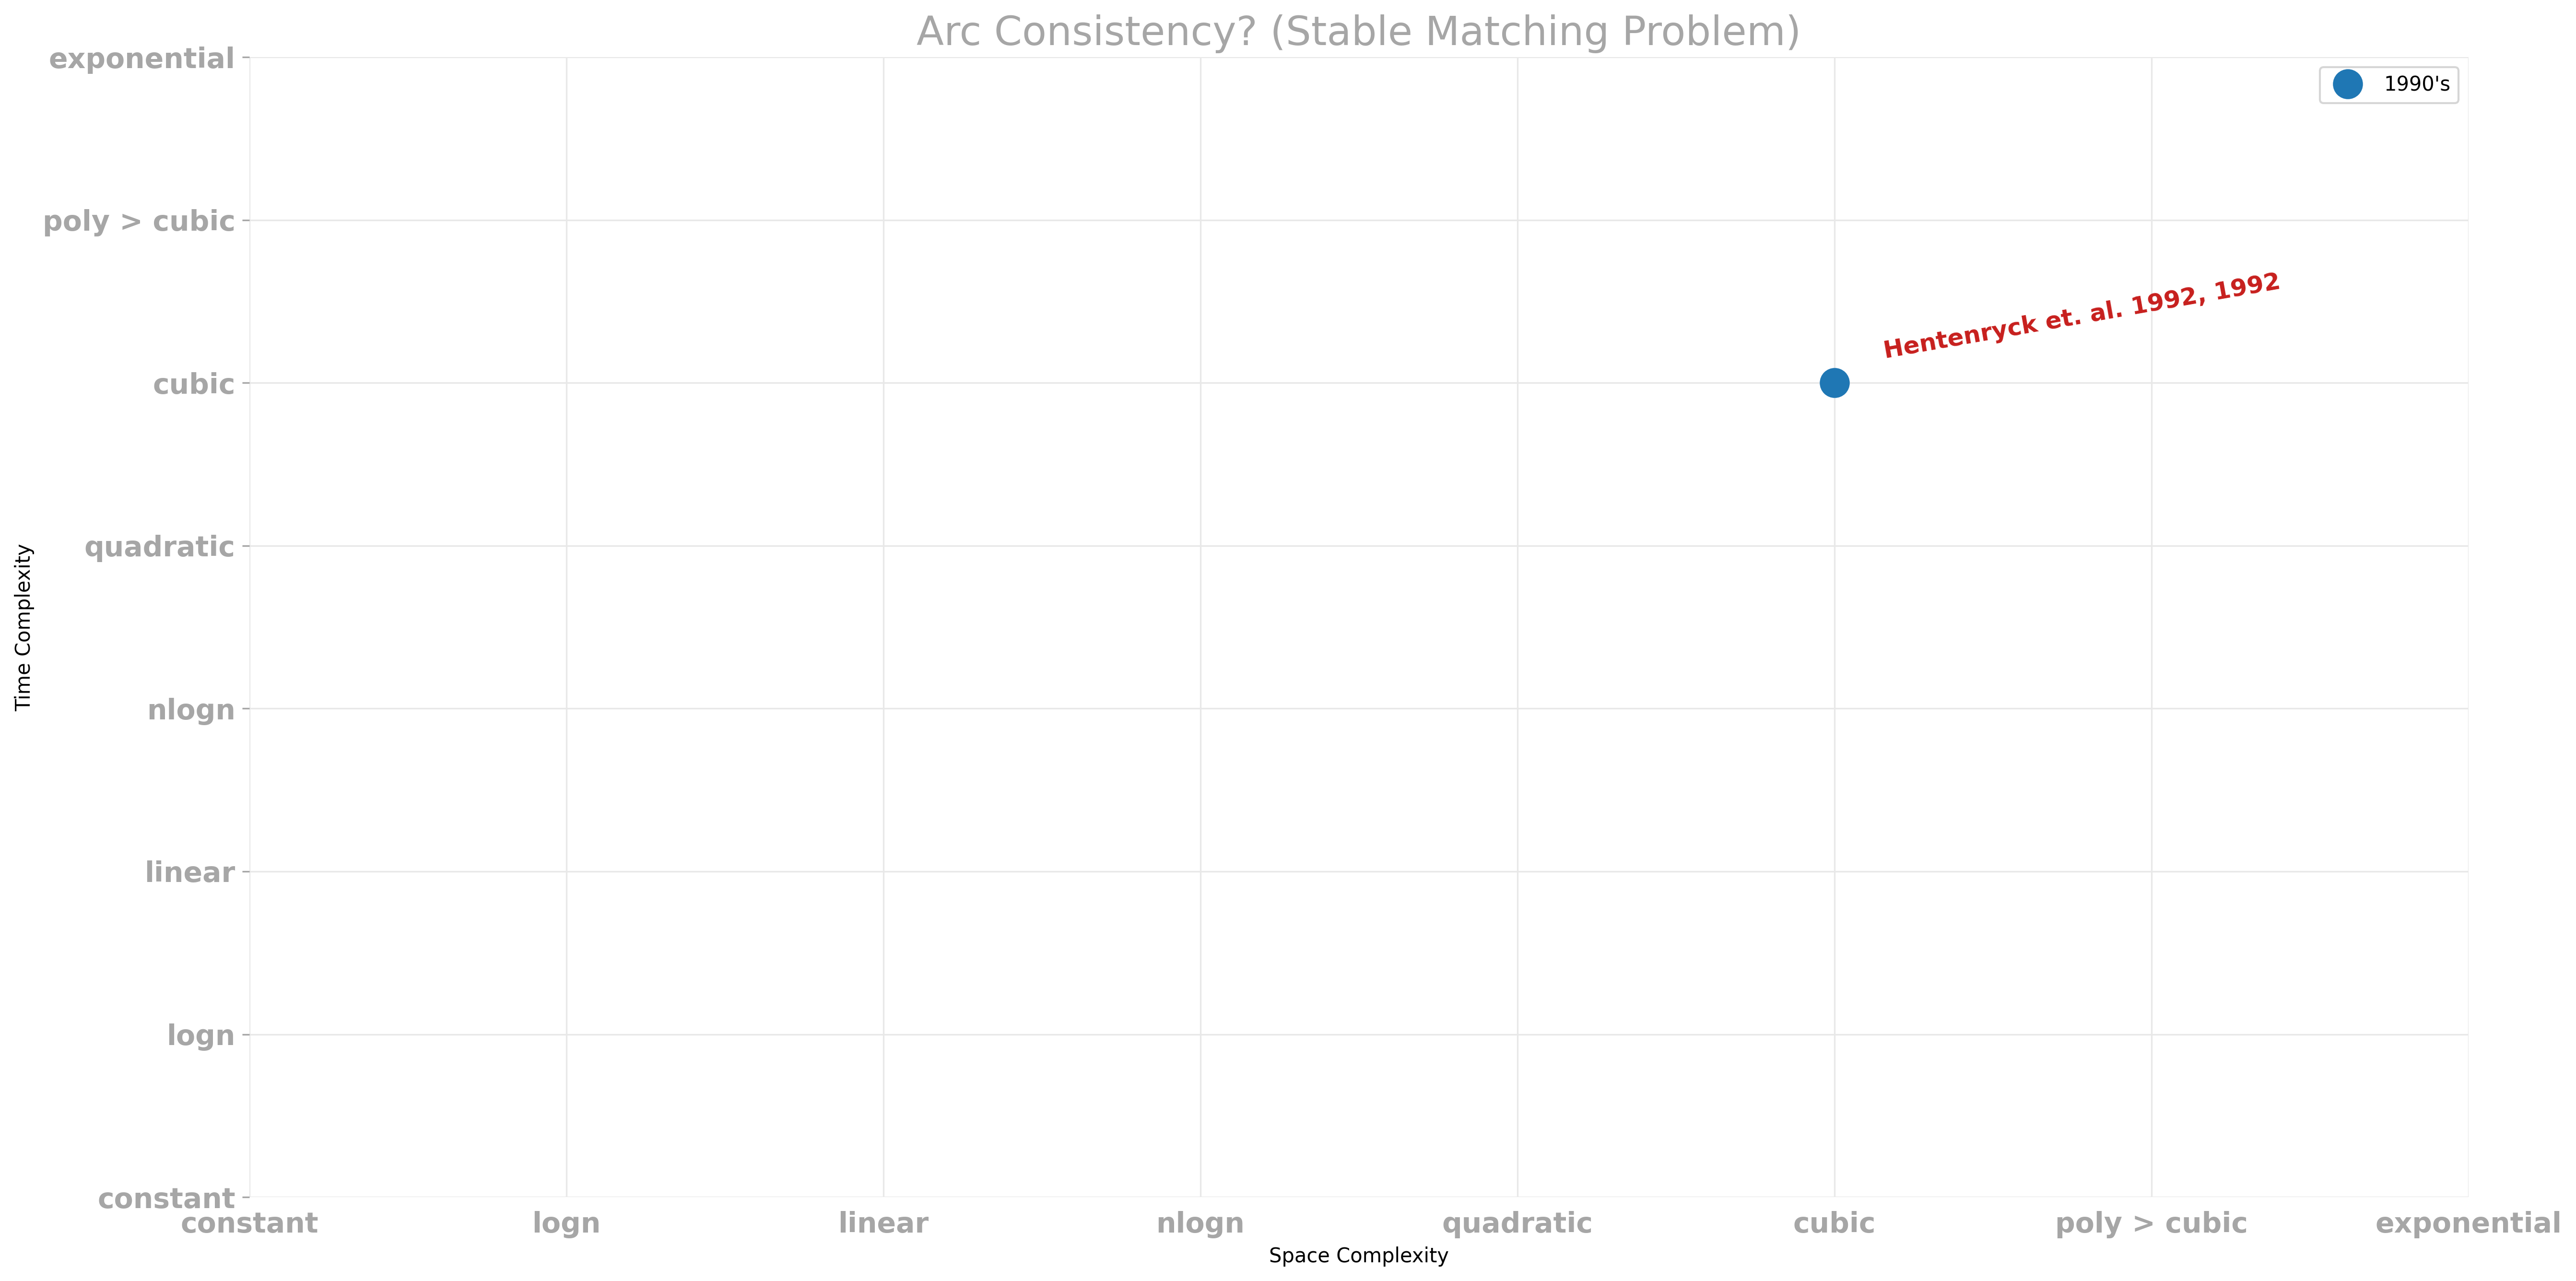 Arc Consistency? (Stable Matching Problem)
exponential
1990's
poly > cubic
Hentenryck et. al. 1992, 1992
cubic
quadratic
Time Complexity
nlogn
linear
logn
constant
constant logn linear nlogn quadratic cubic poly > cubic exponential
Space Complexity